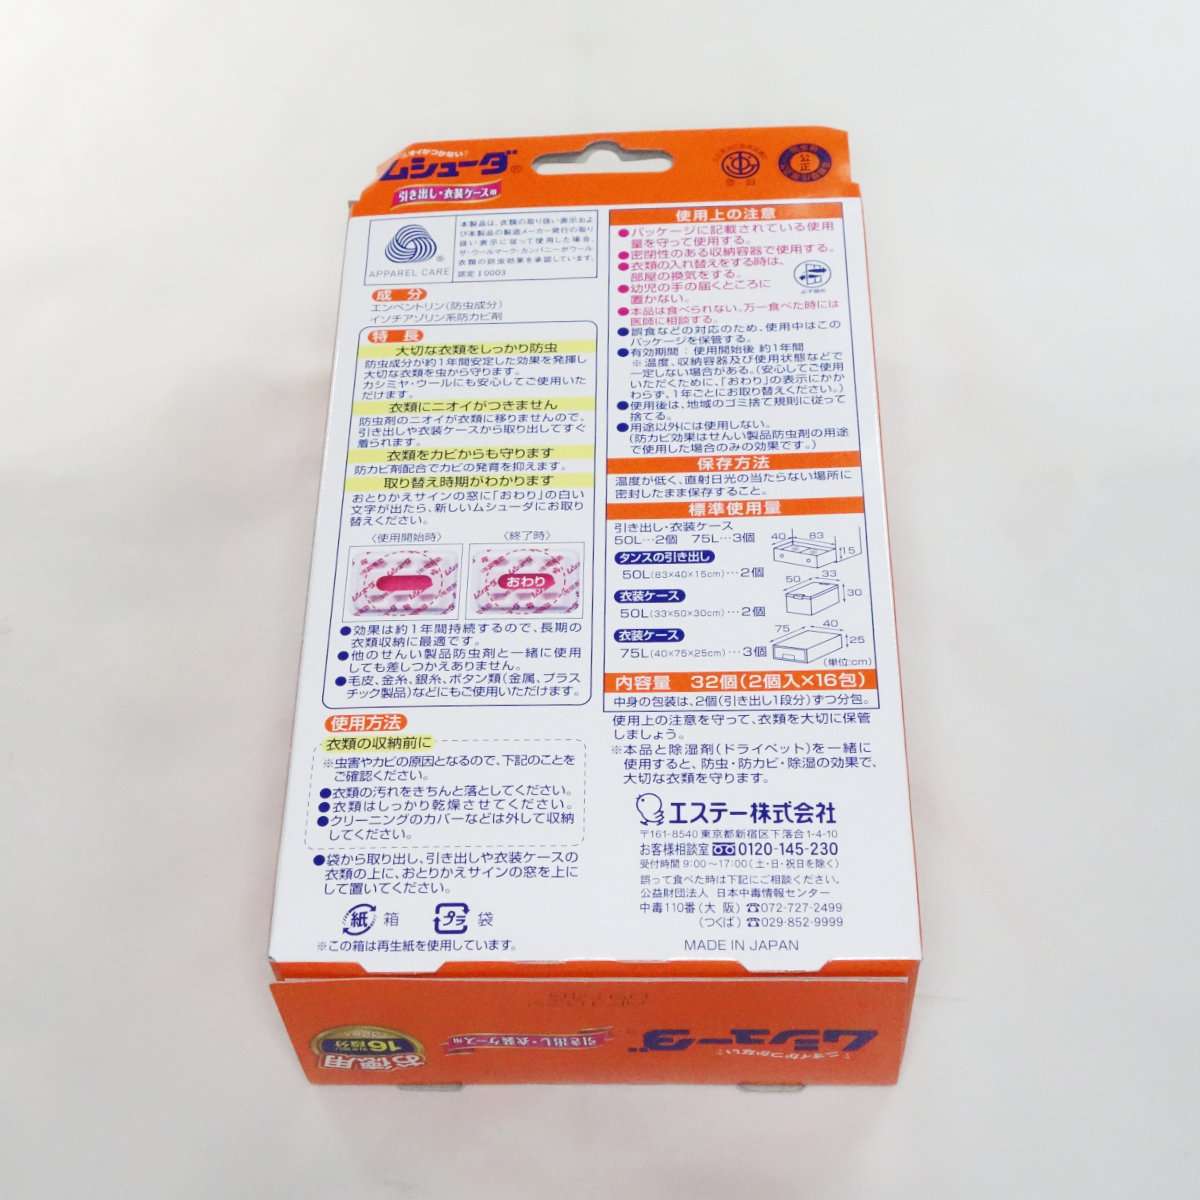 ニオイがつかない
ムシューダ®
引き出し・衣装ケース用
APPAREL CARE
本製品は、衣類の取り扱い表示およ
び本製品の製造メーカー発行の取り
扱い表示に従って使用した場合、
ザ・ウールマーク・カンパニーがウール
衣類の防虫効果を承認しています。
認定 I0003
成分
エンペントリン(防虫成分)
インチアゾリン系防カビ剤
特長
大切な衣類をしっかり防虫
防虫成分が約1年間安定した効果を発揮し
大切な衣類を虫から守ります。
カシミヤ・ウールにも安心してご使用いた
だけます。
衣類にニオイがつきません
防虫剤のニオイが衣類に移りませんので、
引き出しや衣装ケースから取り出してすぐ
着られます。
衣類をカビからも守ります
防カビ剤配合でカビの発育を抑えます。
取り替え時期がわかります
おとりかえサインの窓に「おわり」の白い
文字が出たら、新しいムシューダにお取り
替えください。
〈使用開始時〉
〈終了時〉
おわり
●効果は約1年間持続するので、長期の
衣類収納に最適です。
●他のせんい製品防虫剤と一緒に使用
しても差しつかえありません。
●毛皮、金糸、銀糸、ボタン類(金属、プラス
チック製品)などにもご使用いただけます。
使用方法
衣類の収納前に
※虫害やカビの原因となるので、下記のことを
ご確認ください。
●衣類の汚れをきちんと落としてください。
●衣類はしっかり乾燥させてください。
●クリーニングのカバーなどは外して収納
してください。
●袋から取り出し、引き出しや衣装ケースの
衣類の上に、おとりかえサインの窓を上に
して置いてください。
紙 箱
プラ 袋
※この箱は再生紙を使用しています。
公正
使用上の注意
●パッケージに記載されている使用
量を守って使用する。
●密閉性のある収納容器で使用する。
●衣類の入れ替えをする時は、
部屋の換気をする。
●幼児の手の届くところに
置かない。
●本品は食べられない。万一食べた時には
医師に相談する。
●誤食などの対応のため、使用中はこの
パッケージを保管する。
●有効期間：使用開始後 約1年間
※温度、収納容器及び使用状態などで
一定しない場合がある。(安心してご使用
いただくために、「おわり」の表示にかか
わらず、1年ごとにお取り替えください。)
●使用後は、地域のゴミ捨て規則に従って
捨てる。
●用途以外には使用しない。
(防カビ効果はせんい製品防虫剤の用途
で使用した場合のみの効果です。)
保存方法
温度が低く、直射日光の当たらない場所に
密封したまま保存すること。
標準使用量
引き出し・衣装ケース
50L…2個 75L…3個
40 83 15
タンスの引き出し
50L(83×40×15cm)…2個
50 33 30
衣装ケース
50L(33×50×30cm)…2個
75 40 25
衣装ケース
75L(40×75×25cm)…3個
(単位:cm)
内容量 32個(2個入×16包)
中身の包装は、2個(引き出し1段分)ずつ分包。
使用上の注意を守って、衣類を大切に保管
しましょう。
※本品と除湿剤(ドライペット)を一緒に
使用すると、防虫・防カビ・除湿の効果で、
大切な衣類を守ります。
エステー株式会社
〒161-8540 東京都新宿区下落合1-4-10
お客様相談室 0120-145-230
受付時間 9:00〜17:00(土・日・祝日を除く)
誤って食べた時は下記にご相談ください。
公益財団法人 日本中毒情報センター
中毒110番(大 阪)☎072-727-2499
(つくば)☎029-852-9999
MADE IN JAPAN
ニオイがつかない
ムシューダ®
引き出し・衣装ケース用
お徳用
16段分